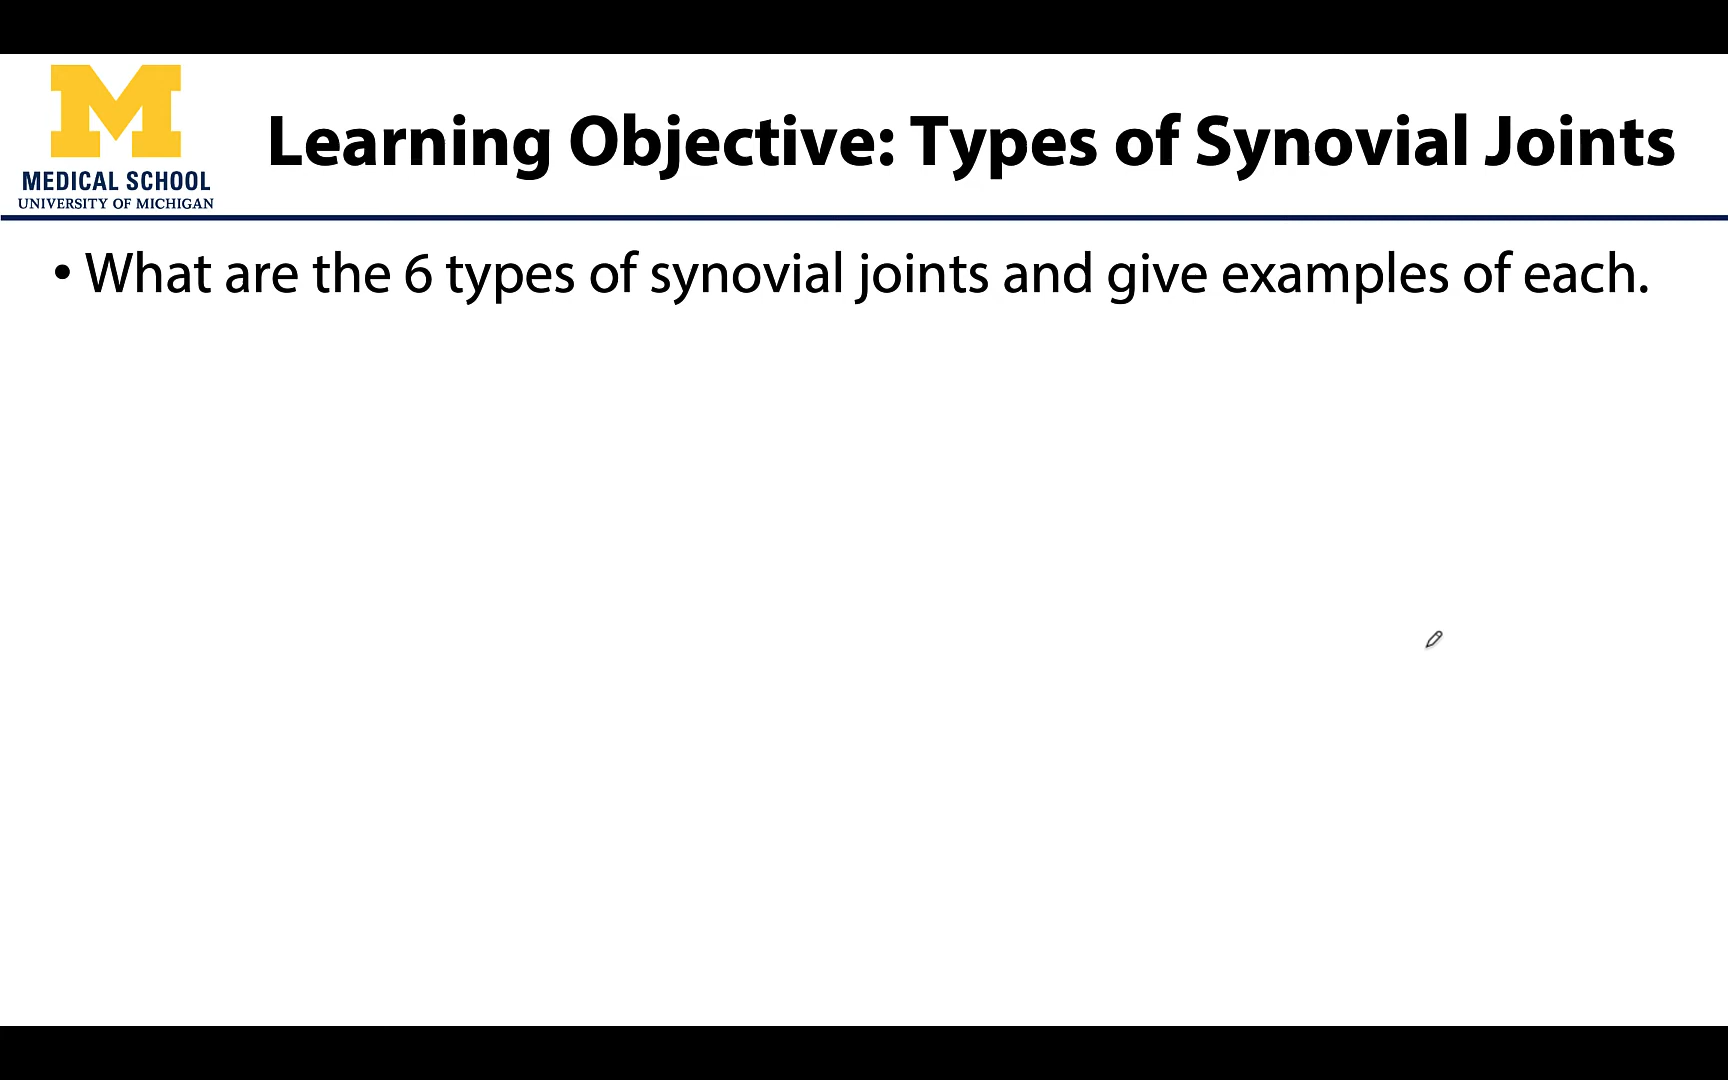 M
MEDICAL SCHOOL
UNIVERSITY OF MICHIGAN
Learning Objective: Types of Synovial Joints
• What are the 6 types of synovial joints and give examples of each.